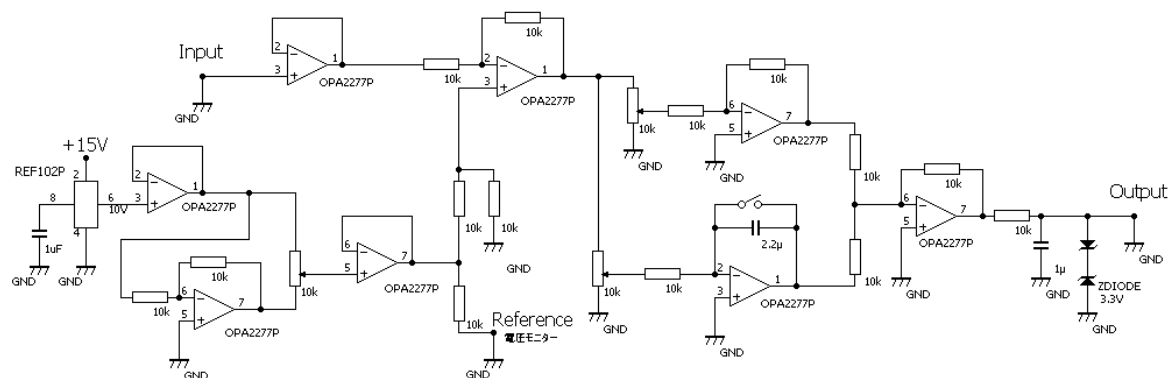 10k
10k
2
1
3
OPA2277P
Input
GND
10k
2
1
3
OPA2277P
10k
GND
10k
10k
6
7
5
OPA2277P
GND
10k
+15V
REF102P
2
8
6
10V
4
1uF
GND
GND
2
1
3
OPA2277P
10k
10k
GND
6
7
5
OPA2277P
10k
10k
10k
6
7
5
OPA2277P
GND
10k
Reference
電圧モニター
GND
10k
GND
10k
2.2μ
2
1
3
OPA2277P
GND
10k
10k
6
7
5
OPA2277P
GND
10k
1μ
GND
ZDIODE
3.3V
GND
Output
GND